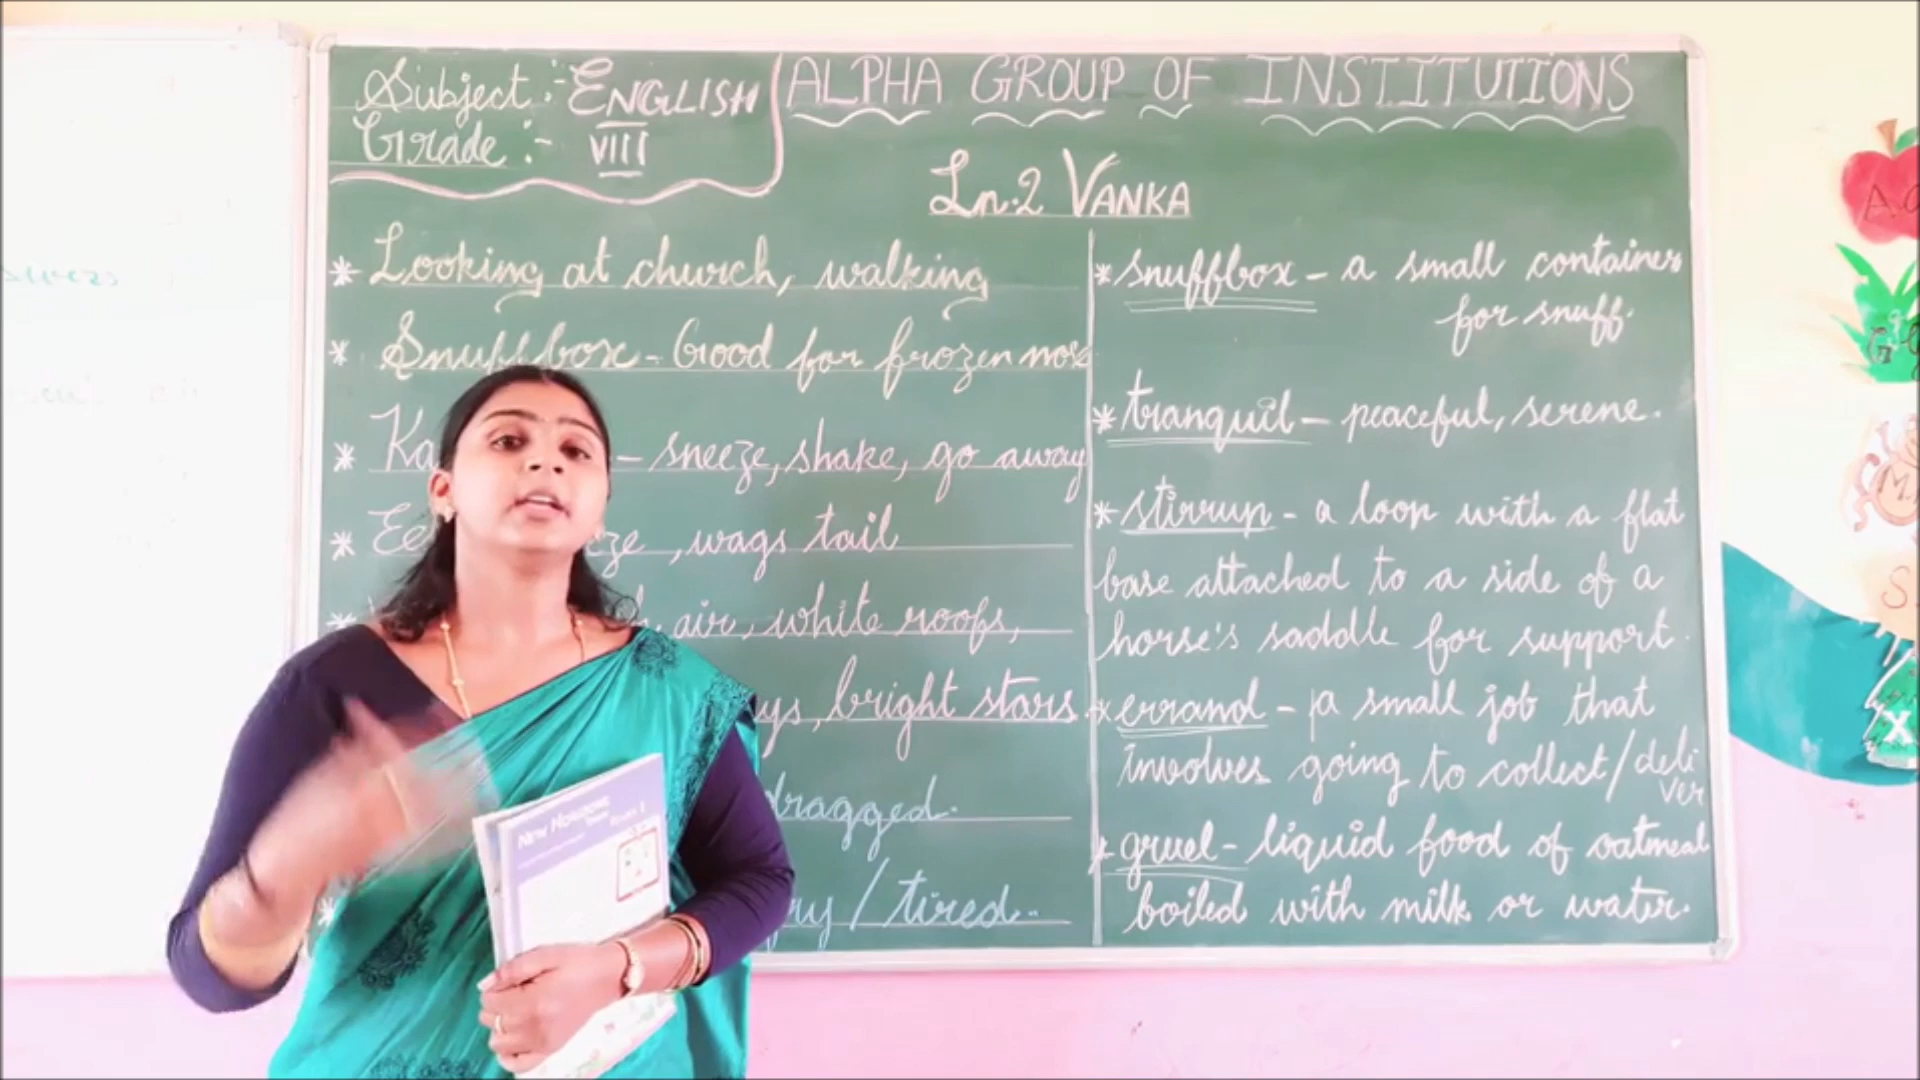 Subject :- ENGLISH
Grade :- VIII
ALPHA GROUP OF INSTITUTIONS
Ln.2 VANKA
* Looking at church, walking
* Snuffbox - Good for frozen nose
* Ka - sneeze, shake, go away
* Ee ze, wags tail
* air, white roofs,
ys, bright stars.
dragged.
ry / tired.
* snuffbox - a small container
for snuff.
* tranquil - peaceful, serene.
* stirrup - a loop with a flat
base attached to a side of a
horse's saddle for support.
* errand - a small job that
involves going to collect/deli
ver
* gruel - liquid food of oatmeal
boiled with milk or water.
NEW
X